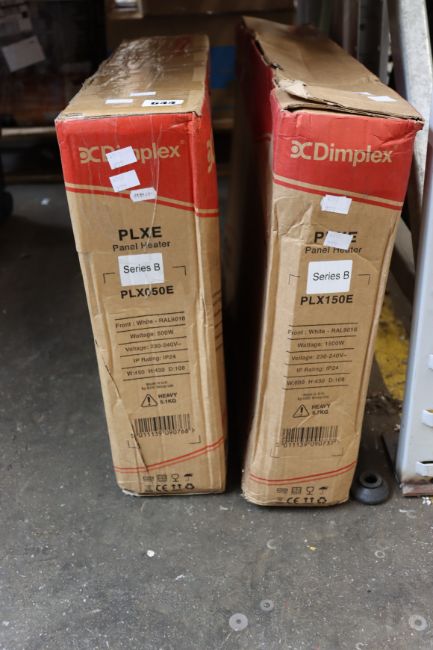 644
Dimplex
PLXE
Panel Heater
Series B
PLX050E
Front: White - RAL9016
Wattage: 500W
Voltage: 230-240V~
IP Rating: IP24
HEAVY
Dimplex
Panel Heater
Series B
PLX150E
Front: White - RAL9016
Wattage: 1500W
Voltage: 230-240V~
IP Rating: IP24
HEAVY